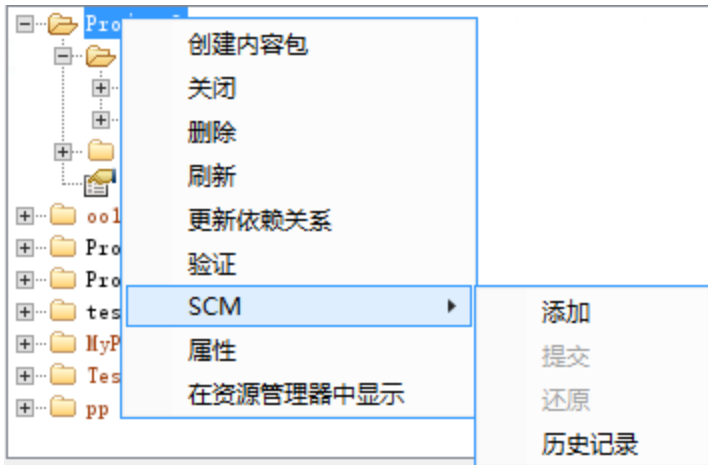 创建内容包
关闭
删除
刷新
更新依赖关系
验证
SCM
属性
在资源管理器中显示
添加
提交
还原
历史记录
pp